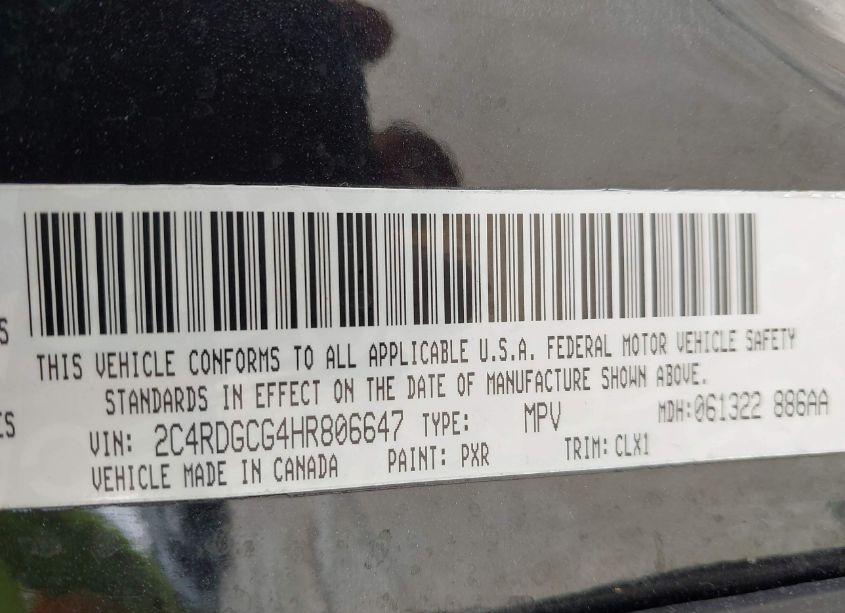 S
THIS VEHICLE CONFORMS TO ALL APPLICABLE U.S.A. FEDERAL MOTOR VEHICLE SAFETY
STANDARDS IN EFFECT ON THE DATE OF MANUFACTURE SHOWN ABOVE.
ES
VIN: 2C4RDGCG4HR806647 TYPE: MPV MDH:061322 886AA
VEHICLE MADE IN CANADA PAINT: PXR TRIM: CLX1